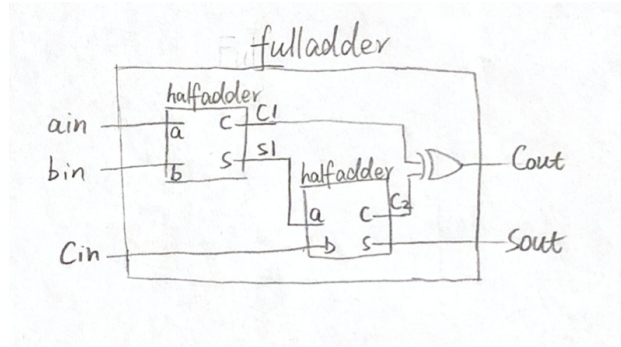 fulladder
halfadder
ain
a
C
C1
bin
b
S
S1
halfadder
a
C
C2
Cout
Cin
b
S
Sout